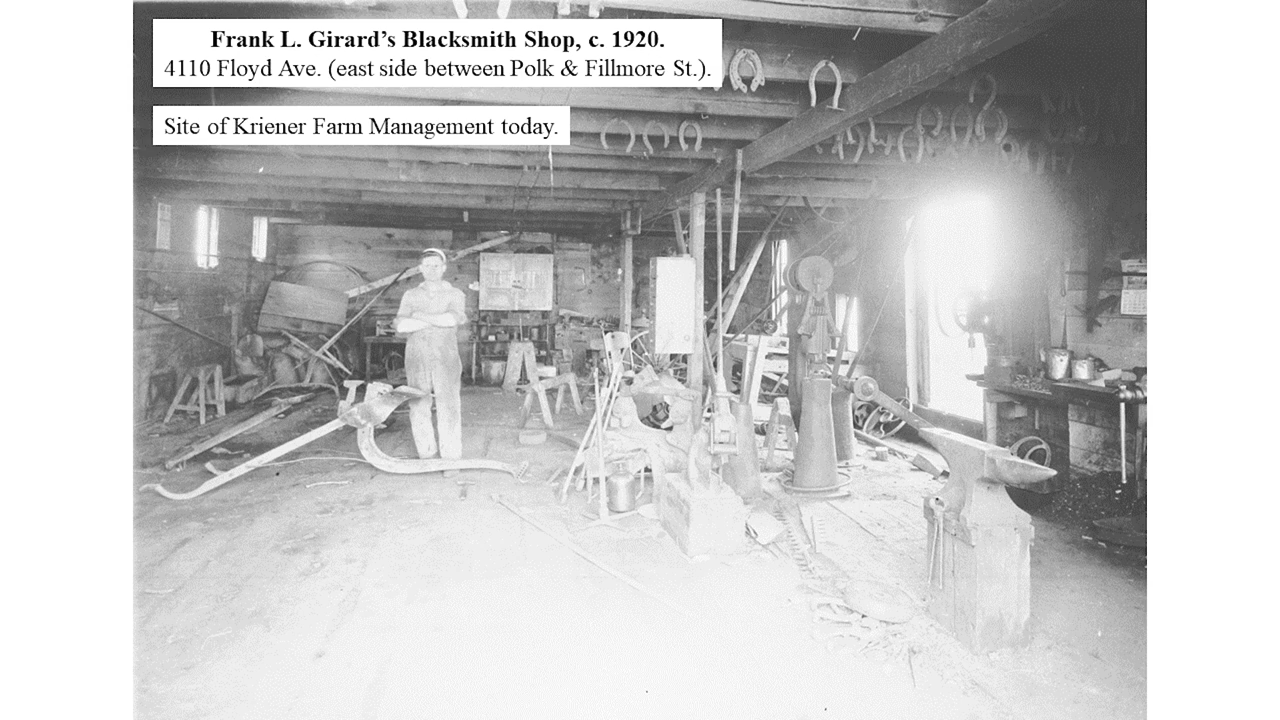 Frank L. Girard’s Blacksmith Shop, c. 1920.
4110 Floyd Ave. (east side between Polk & Fillmore St.).
Site of Kriener Farm Management today.